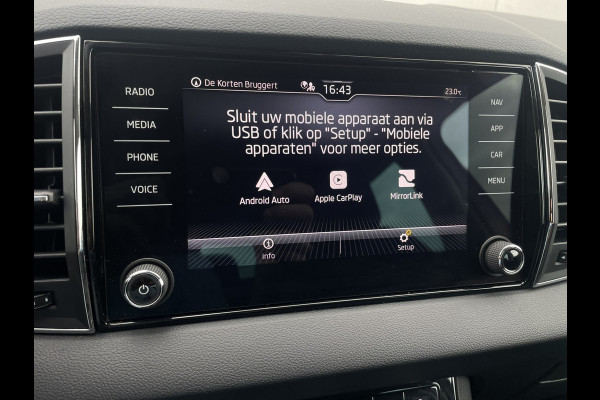 De Korten Bruggert
16:43
23.0°C
RADIO
MEDIA
PHONE
VOICE
Sluit uw mobiele apparaat aan via
USB of klik op "Setup" - "Mobiele
apparaten" voor meer opties.
Android Auto
Apple CarPlay
MirrorLink
Info
Setup
NAV
APP
CAR
MENU